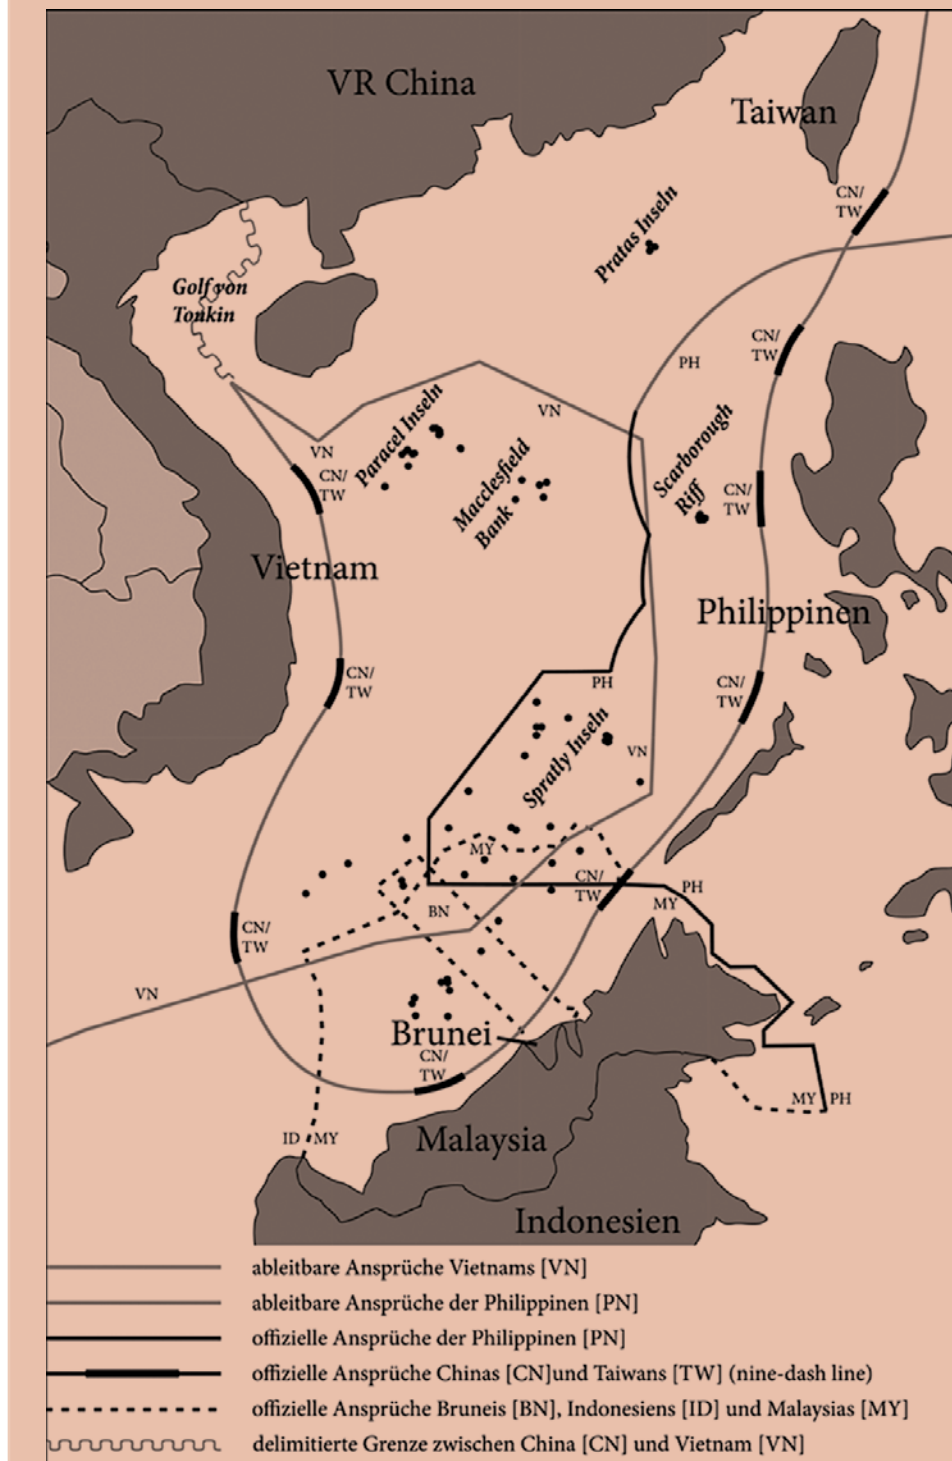 VR China
Taiwan
CN/
TW
Pratas Inseln
Golf von
Tonkin
CN/
TW
PH
VN
VN
Paracel Inseln
Macclesfield
Bank
Scarborough
Riff
CN/
TW
CN/
TW
Vietnam
Philippinen
CN/
TW
PH
CN/
TW
Spratly Inseln
VN
MY
CN/
TW
PH
MY
BN
CN/
TW
VN
Brunei
CN/
TW
MY PH
ID MY
Malaysia
Indonesien
ableitbare Ansprüche Vietnams [VN]
ableitbare Ansprüche der Philippinen [PN]
offizielle Ansprüche der Philippinen [PN]
offizielle Ansprüche Chinas [CN]und Taiwans [TW] (nine-dash line)
offizielle Ansprüche Bruneis [BN], Indonesiens [ID] und Malaysias [MY]
delimitierte Grenze zwischen China [CN] und Vietnam [VN]